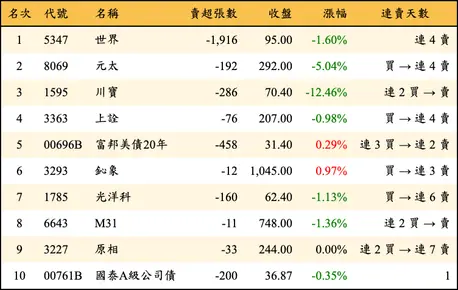 名次 代號 名稱 賣超張數 收盤 漲幅 連賣天數
1 5347 世界 -1,916 95.00 -1.60% 連 4 賣
2 8069 元太 -192 292.00 -5.04% 買 → 連 4 賣
3 1595 川寶 -286 70.40 -12.46% 連 2 買 → 賣
4 3363 上詮 -76 207.00 -0.98% 買 → 連 4 賣
5 00696B 富邦美債20年 -458 31.40 0.29% 連 3 買 → 連 2 賣
6 3293 鈊象 -12 1,045.00 0.97% 買 → 連 3 賣
7 1785 光洋科 -160 62.40 -1.13% 買 → 連 6 賣
8 6643 M31 -11 748.00 -1.36% 連 2 買 → 賣
9 3227 原相 -33 244.00 0.00% 連 2 買 → 連 7 賣
10 00761B 國泰A級公司債 -200 36.87 -0.35% 1